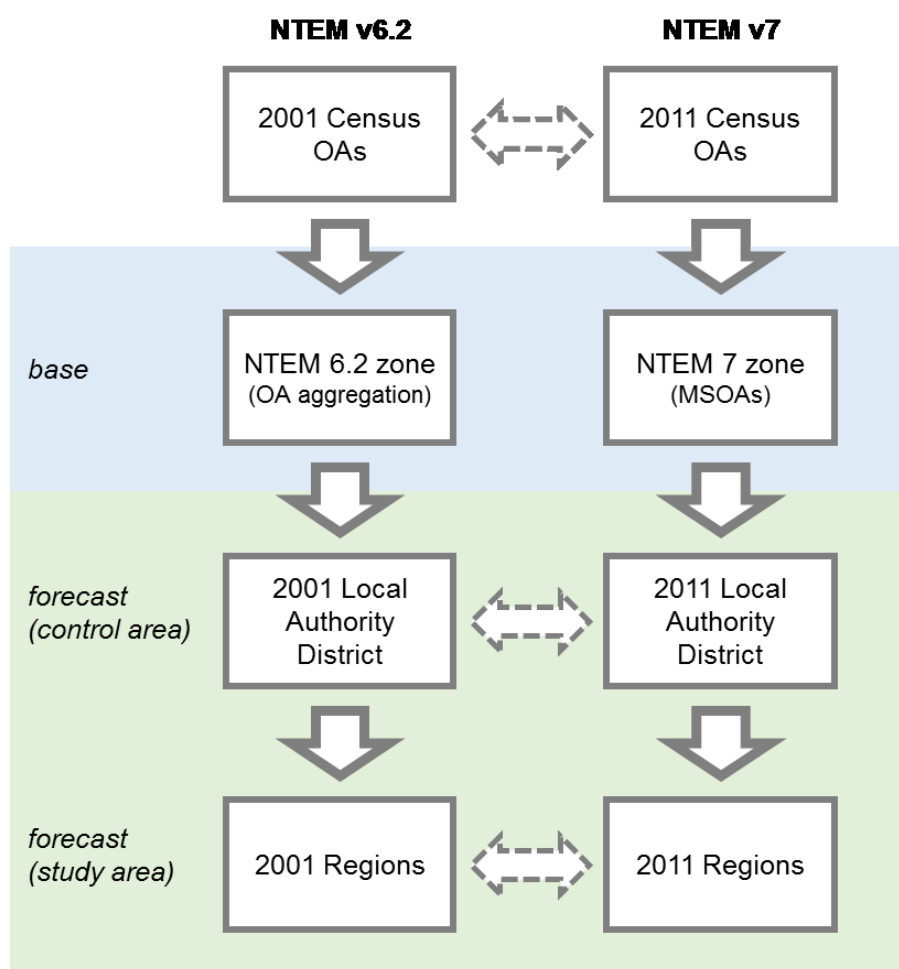 NTEM v6.2
NTEM v7
2001 Census
OAs
2011 Census
OAs
base
NTEM 6.2 zone
(OA aggregation)
NTEM 7 zone
(MSOAs)
forecast
(control area)
2001 Local
Authority
District
2011 Local
Authority
District
forecast
(study area)
2001 Regions
2011 Regions